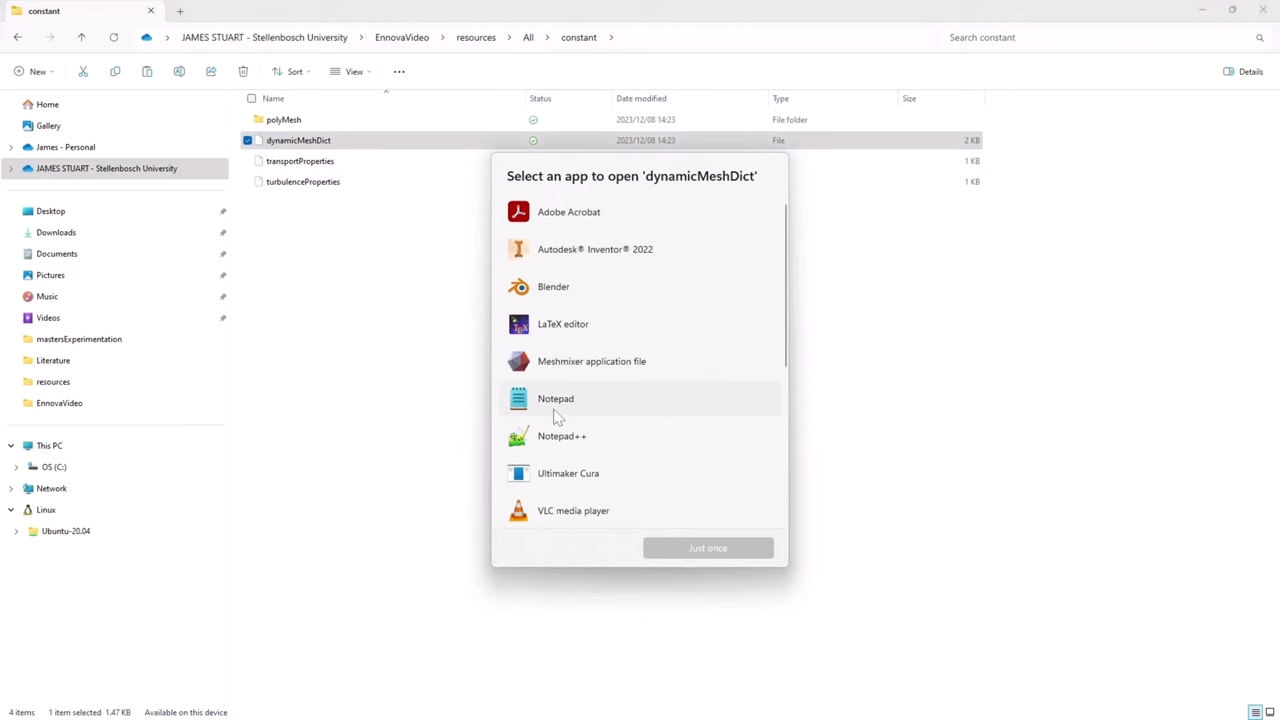 constant
JAMES STUART - Stellenbosch University
EnnovaVideo
resources
All
constant
Search constant
New
Sort
View
Details
Home
Gallery
James - Personal
JAMES STUART - Stellenbosch University
Desktop
Downloads
Documents
Pictures
Music
Videos
mastersExperimentation
Literature
resources
EnnovaVideo
This PC
OS (C:)
Network
Linux
Ubuntu-20.04
Name Status Date modified Type Size
polyMesh 2023/12/08 14:23 File folder
dynamicMeshDict 2023/12/08 14:23 File 2 KB
transportProperties 1 KB
turbulenceProperties 1 KB
Select an app to open 'dynamicMeshDict'
Adobe Acrobat
Autodesk® Inventor® 2022
Blender
LaTeX editor
Meshmixer application file
Notepad
Notepad++
Ultimaker Cura
VLC media player
Just once
4 items 1 item selected 1.47 KB Available on this device